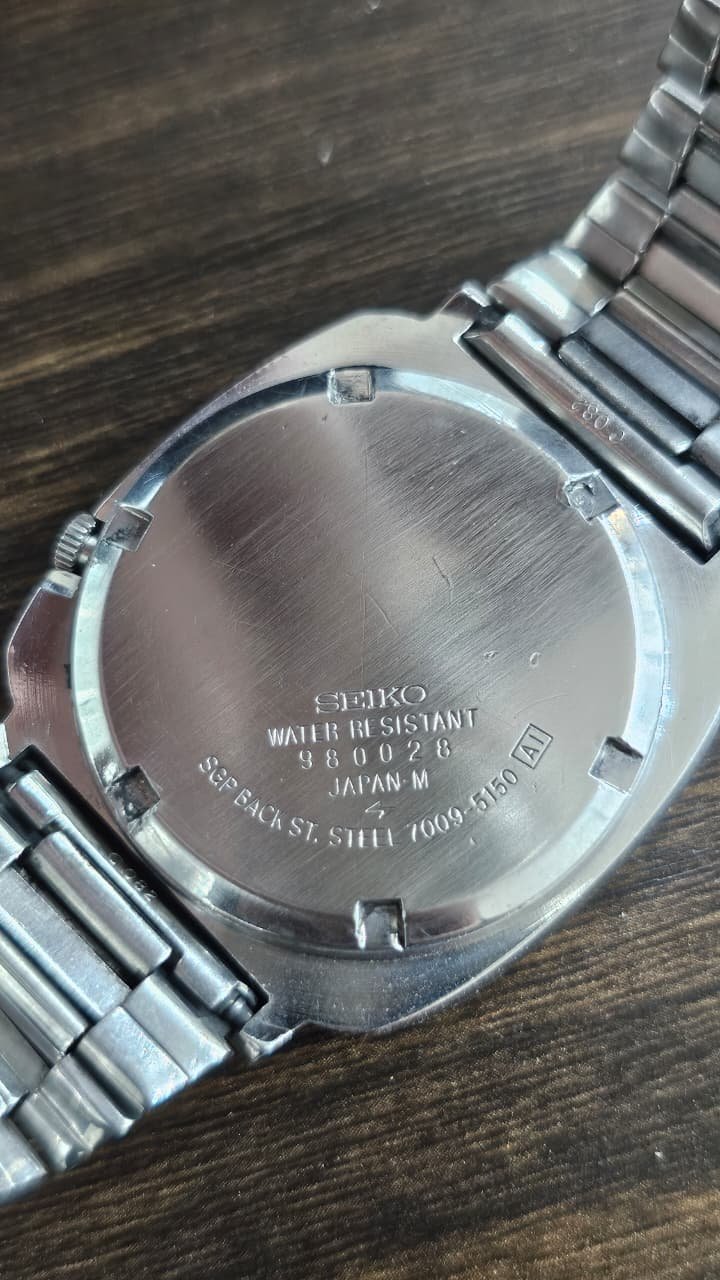 SEIKO
WATER RESISTANT
980028
JAPAN-M
SGP BACK ST. STEEL 7009-5150 AI